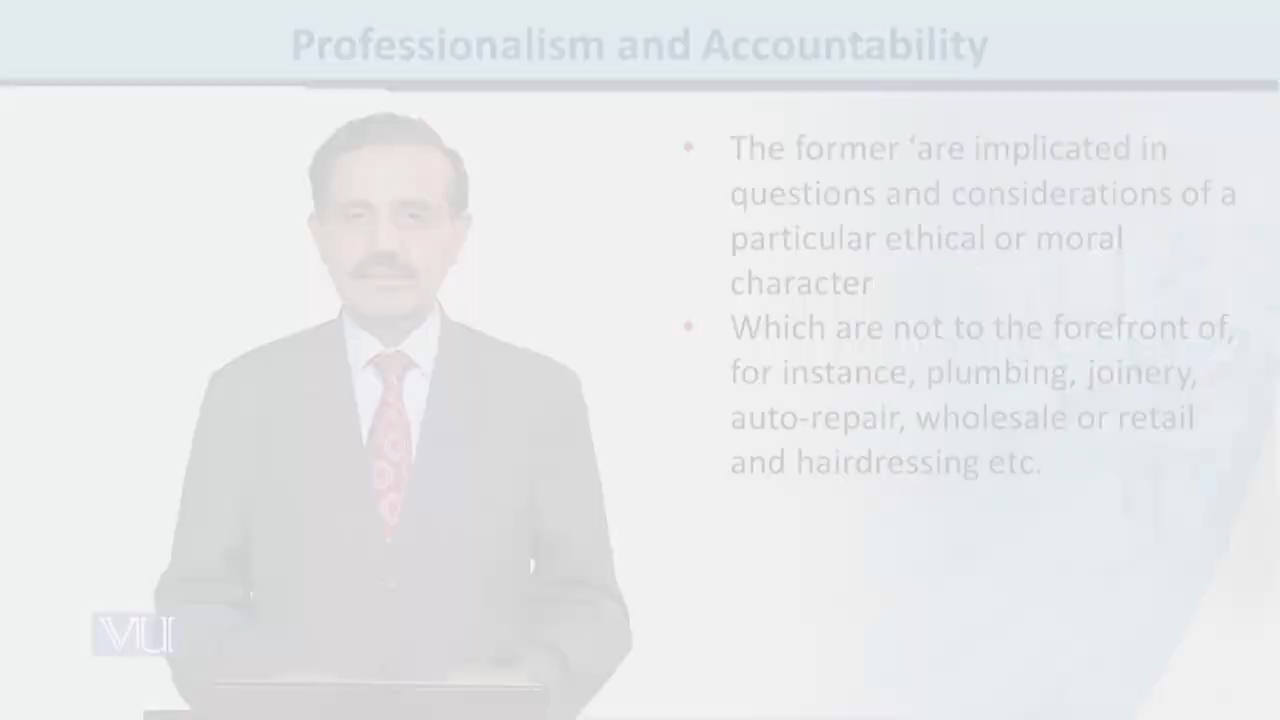 Professionalism and Accountability
• The former ‘are implicated in
questions and considerations of a
particular ethical or moral
character
• Which are not to the forefront of,
for instance, plumbing, joinery,
auto-repair, wholesale or retail
and hairdressing etc.
VU